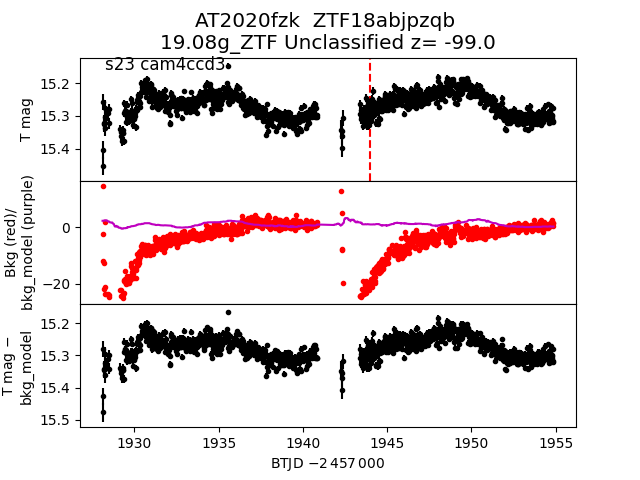 AT2020fzk  ZTF18abjpzqb
19.08g_ZTF Unclassified z= -99.0
s23 cam4ccd3
15.2
15.3
15.4
T mag
0
−20
Bkg (red)/
bkg_model (purple)
15.2
15.3
15.4
15.5
T mag −
bkg_model
1930 1935 1940 1945 1950 1955
BTJD −2 457 000